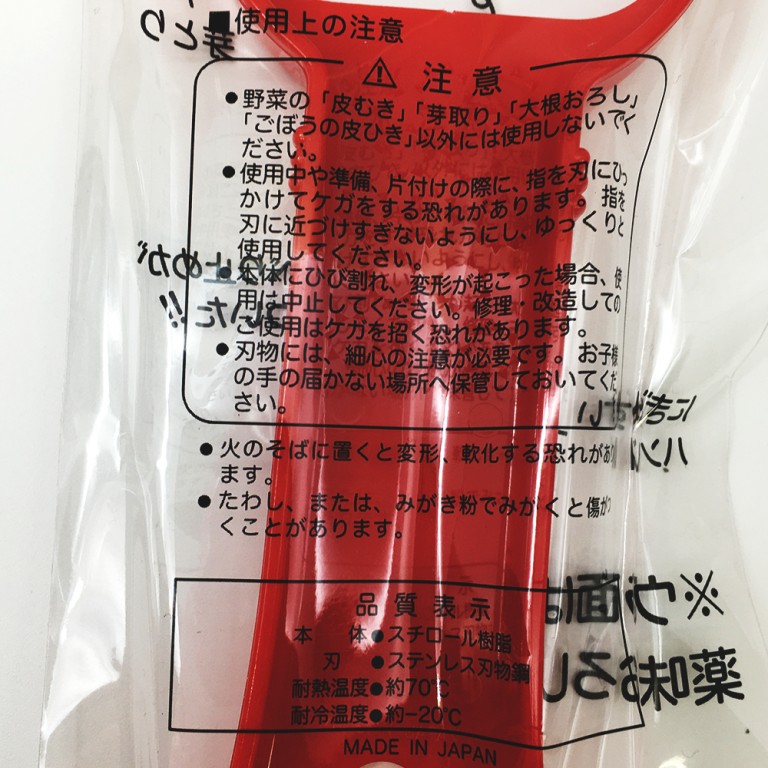 ■使用上の注意
⚠ 注意
●野菜の「皮むき」「芽取り」「大根おろし」
「ごぼうの皮ひき」以外には使用しないでく
ださい。
●使用中や準備、片付けの際に、指を刃にひっ
かけてケガをする恐れがあります。指を
刃に近づけすぎないようにし、ゆっくりと
使用してください。
●本体にひび割れ、変形が起こった場合、使
用は中止してください。修理・改造しての
ご使用はケガを招く恐れがあります。
●刃物には、細心の注意が必要です。お子様
の手の届かない場所へ保管しておいてくだ
さい。
●火のそばに置くと変形、軟化する恐れがあり
ます。
●たわし、または、みがき粉でみがくと傷がつ
くことがあります。
品質表示
本体●スチロール樹脂
刃●ステンレス刃物鋼
耐熱温度●約70℃
耐冷温度●約-20℃
MADE IN JAPAN
芽とり
※ウラ面は
薬味おろし